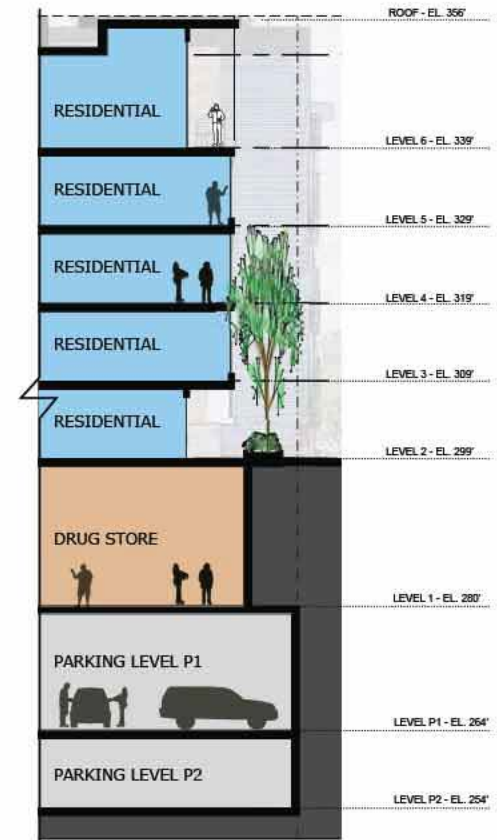 ROOF - EL. 356'
RESIDENTIAL
LEVEL 6 - EL. 339'
RESIDENTIAL
LEVEL 5 - EL. 329'
RESIDENTIAL
LEVEL 4 - EL. 319'
RESIDENTIAL
LEVEL 3 - EL. 309'
RESIDENTIAL
LEVEL 2 - EL. 299'
DRUG STORE
LEVEL 1 - EL. 280'
PARKING LEVEL P1
LEVEL P1 - EL. 264'
PARKING LEVEL P2
LEVEL P2 - EL. 254'